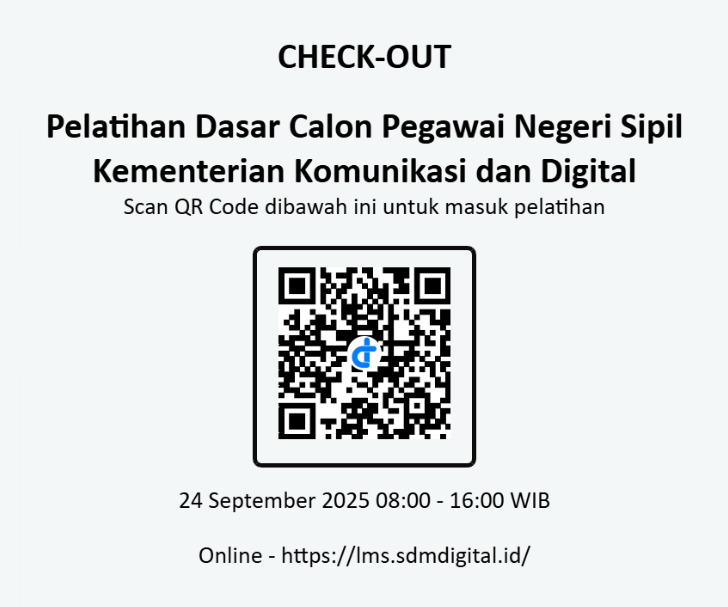 CHECK-OUT
Pelatihan Dasar Calon Pegawai Negeri Sipil
Kementerian Komunikasi dan Digital
Scan QR Code dibawah ini untuk masuk pelatihan
24 September 2025 08:00 - 16:00 WIB
Online - https://lms.sdmdigital.id/